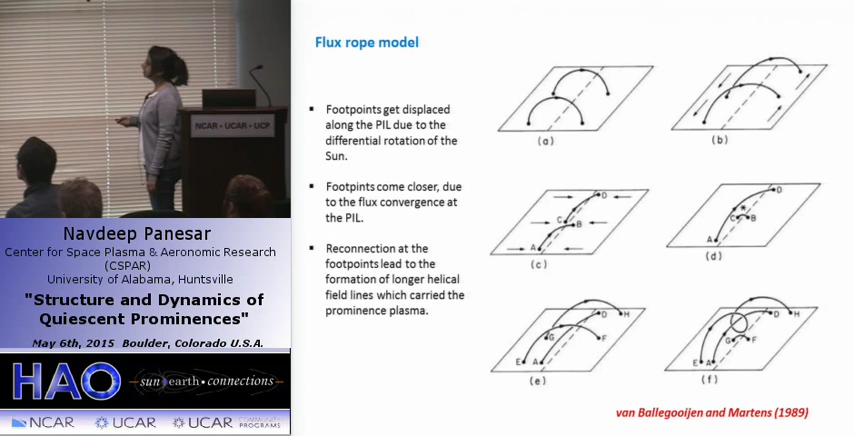 Flux rope model
▪ Footpoints get displaced
along the PIL due to the
differential rotation of the
Sun.
▪ Footpints come closer, due
to the flux convergence at
the PIL.
▪ Reconnection at the
footpoints lead to the
formation of longer helical
field lines which carried the
prominence plasma.
(a)
(b)
D
C
B
A
(c)
D
*
C B
A
(d)
D H
G
F
E A
(e)
D H
G F
E A
(f)
van Ballegooijen and Martens (1989)
NCAR • UCAR • UCP
Navdeep Panesar
Center for Space Plasma & Aeronomic Research
(CSPAR)
University of Alabama, Huntsville
"Structure and Dynamics of
Quiescent Prominences"
May 6th, 2015 Boulder, Colorado U.S.A.
HAO
sun earth • connections
NCAR UCAR UCAR COMMUNITY
PROGRAMS